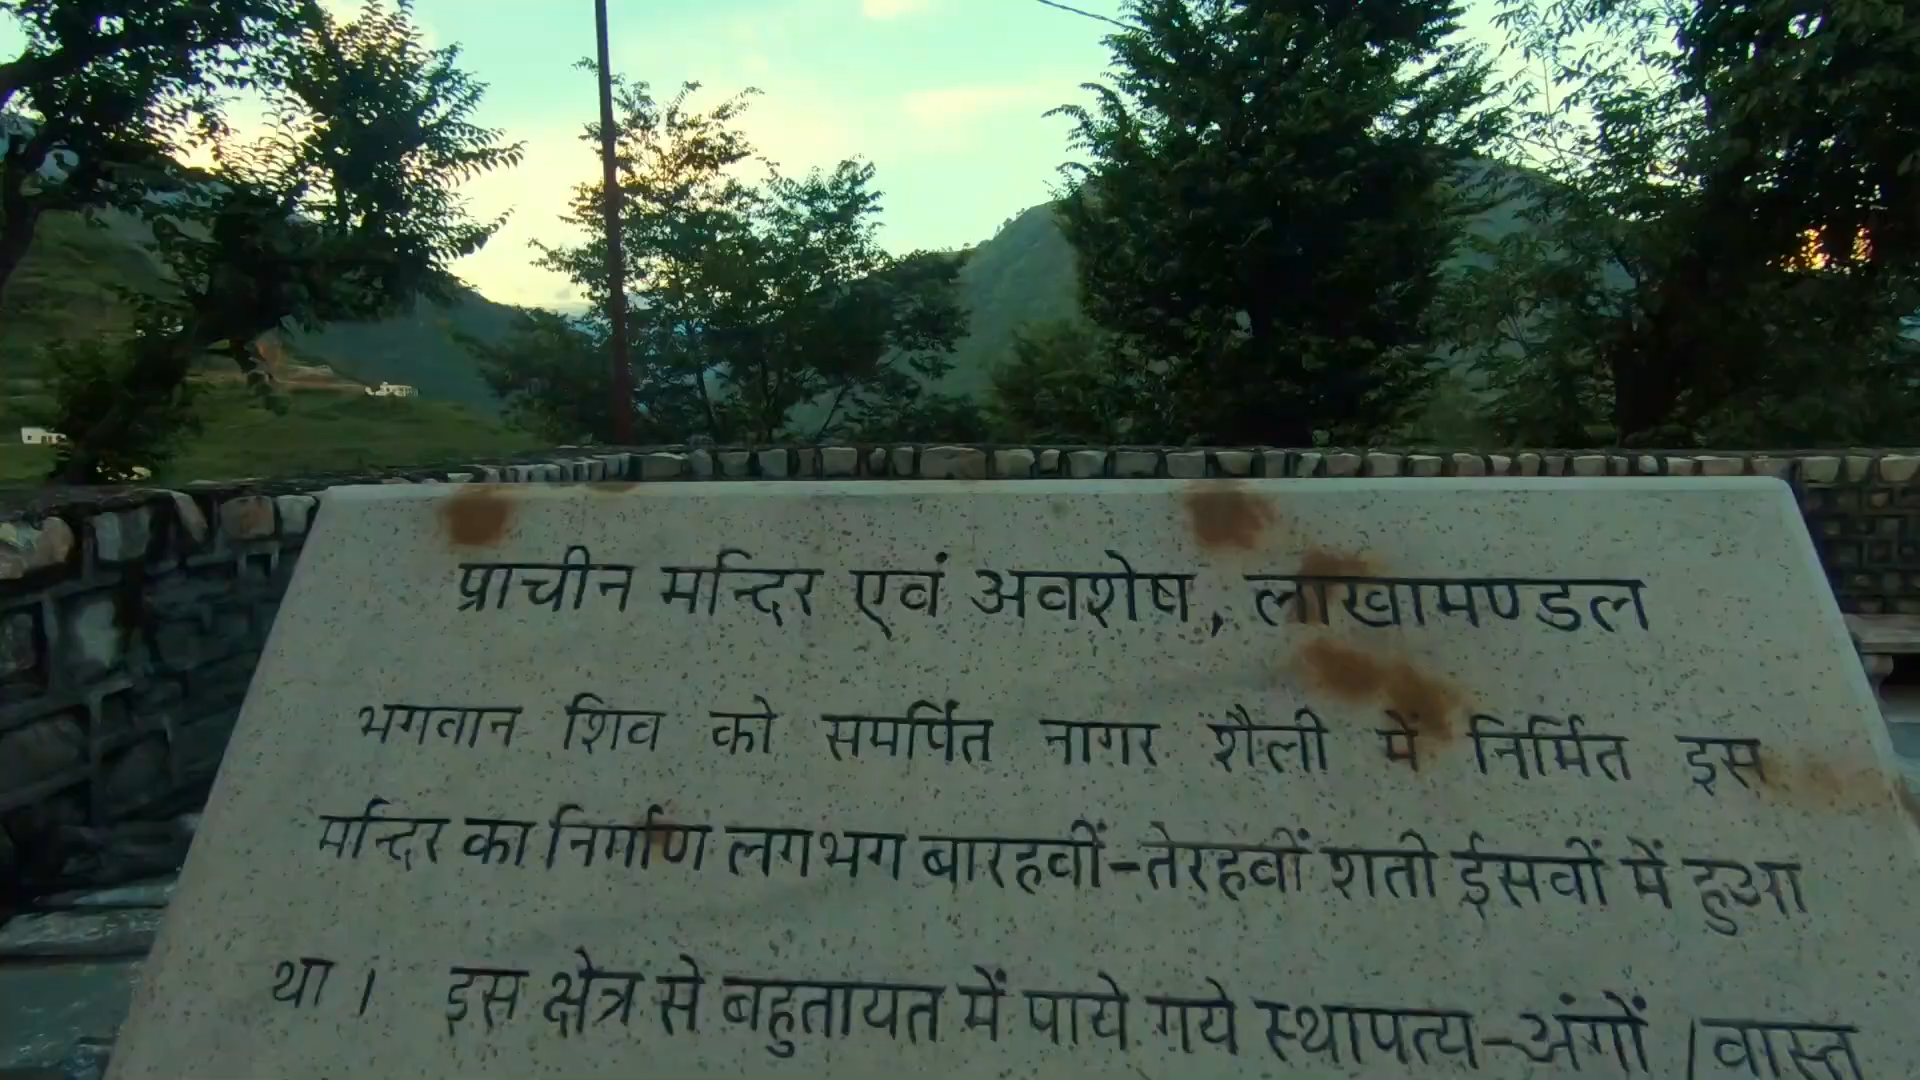 प्राचीन मन्दिर एवं अवशेष, लाखामण्डल
भगवान शिव को समर्पित नागर शैली में निर्मित इस
मन्दिर का निर्माण लगभग बारहवीं-तेरहवीं शती ईसवीं में हुआ
था। इस क्षेत्र से बहुतायत में पाये गये स्थापत्य-अंगों /वास्तु